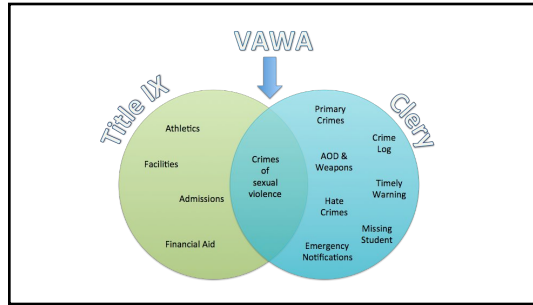 VAWA
Title IX
Clery
Athletics
Facilities
Admissions
Financial Aid
Crimes
of
sexual
violence
Primary
Crimes
Crime
Log
AOD &
Weapons
Timely
Warning
Hate
Crimes
Missing
Student
Emergency
Notifications